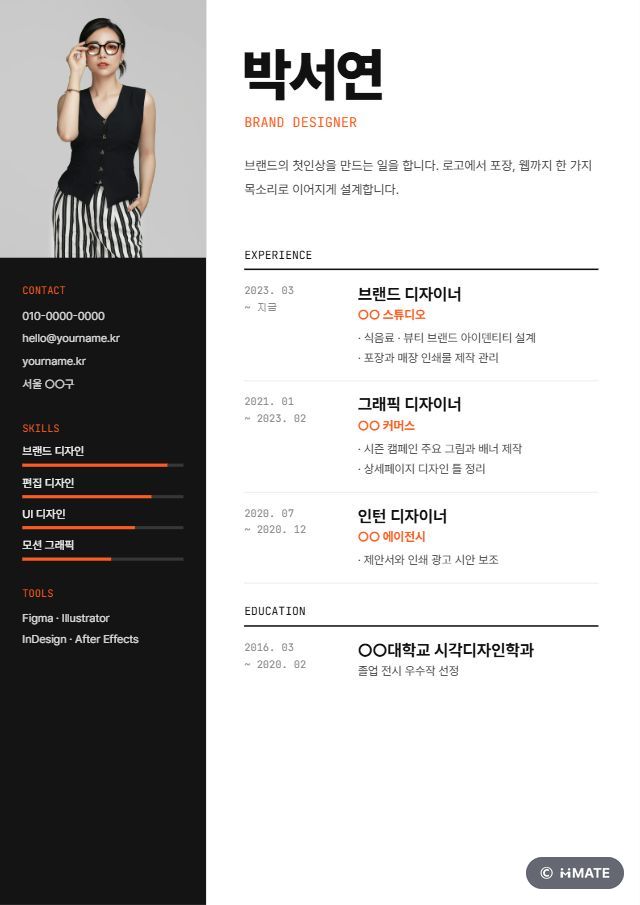 박서연
BRAND DESIGNER
브랜드의 첫인상을 만드는 일을 합니다. 로고에서 포장, 웹까지 한 가지
목소리로 이어지게 설계합니다.
CONTACT
010-0000-0000
hello@yourname.kr
yourname.kr
서울 〇〇구
SKILLS
브랜드 디자인
편집 디자인
UI 디자인
모션 그래픽
TOOLS
Figma · Illustrator
InDesign · After Effects
EXPERIENCE
2023. 03
~ 지금
브랜드 디자이너
〇〇 스튜디오
· 식음료 · 뷰티 브랜드 아이덴티티 설계
· 포장과 매장 인쇄물 제작 관리
2021. 01
~ 2023. 02
그래픽 디자이너
〇〇 커머스
· 시즌 캠페인 주요 그림과 배너 제작
· 상세페이지 디자인 틀 정리
2020. 07
~ 2020. 12
인턴 디자이너
〇〇 에이전시
· 제안서와 인쇄 광고 시안 보조
EDUCATION
2016. 03
~ 2020. 02
〇〇대학교 시각디자인학과
졸업 전시 우수작 선정
© MMATE